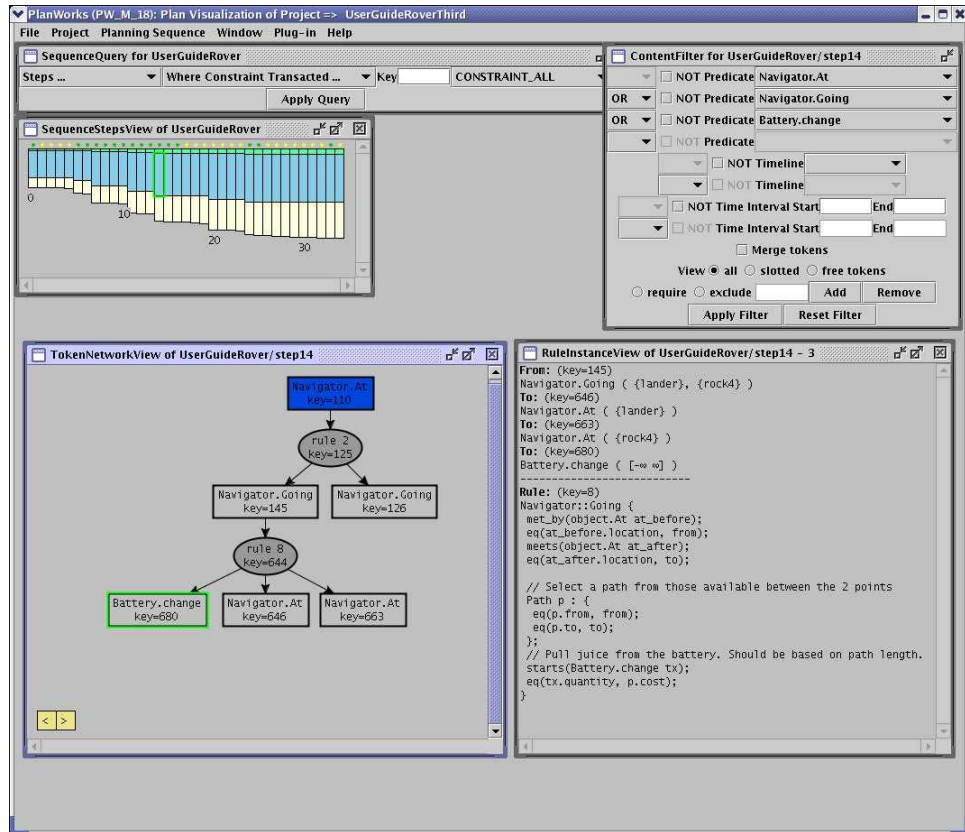 PlanWorks (PW_M_18): Plan Visualization of Project => UserGuideRoverThird
File Project Planning Sequence Window Plug-in Help
SequenceQuery for UserGuideRover
Steps ... Where Constraint Transacted ... Key CONSTRAINT_ALL
Apply Query
SequenceStepsView of UserGuideRover
0
10
20
30
ContentFilter for UserGuideRover/step14
NOT Predicate Navigator.At
OR NOT Predicate Navigator.Going
OR NOT Predicate Battery.change
NOT Predicate
NOT Timeline
NOT Timeline
NOT Time Interval Start End
NOT Time Interval Start End
Merge tokens
View all slotted free tokens
require exclude Add Remove
Apply Filter Reset Filter
TokenNetworkView of UserGuideRover/step14
Navigator.At
key=110
rule 2
key=125
Navigator.Going
key=145
Navigator.Going
key=126
rule 8
key=644
Battery.change
key=680
Navigator.At
key=646
Navigator.At
key=663
< >
RuleInstanceView of UserGuideRover/step14 - 3
From: (key=145)
Navigator.Going ( {lander}, {rock4} )
To: (key=646)
Navigator.At ( {lander} )
To: (key=663)
Navigator.At ( {rock4} )
To: (key=680)
Battery.change ( [-∞ ∞] )
----------------------------
Rule: (key=8)
Navigator::Going {
met_by(object.At at_before);
eq(at_before.location, from);
meets(object.At at_after);
eq(at_after.location, to);
// Select a path from those available between the 2 points
Path p : {
eq(p.from, from);
eq(p.to, to);
};
// Pull juice from the battery. Should be based on path length.
starts(Battery.change tx);
eq(tx.quantity, p.cost);
}